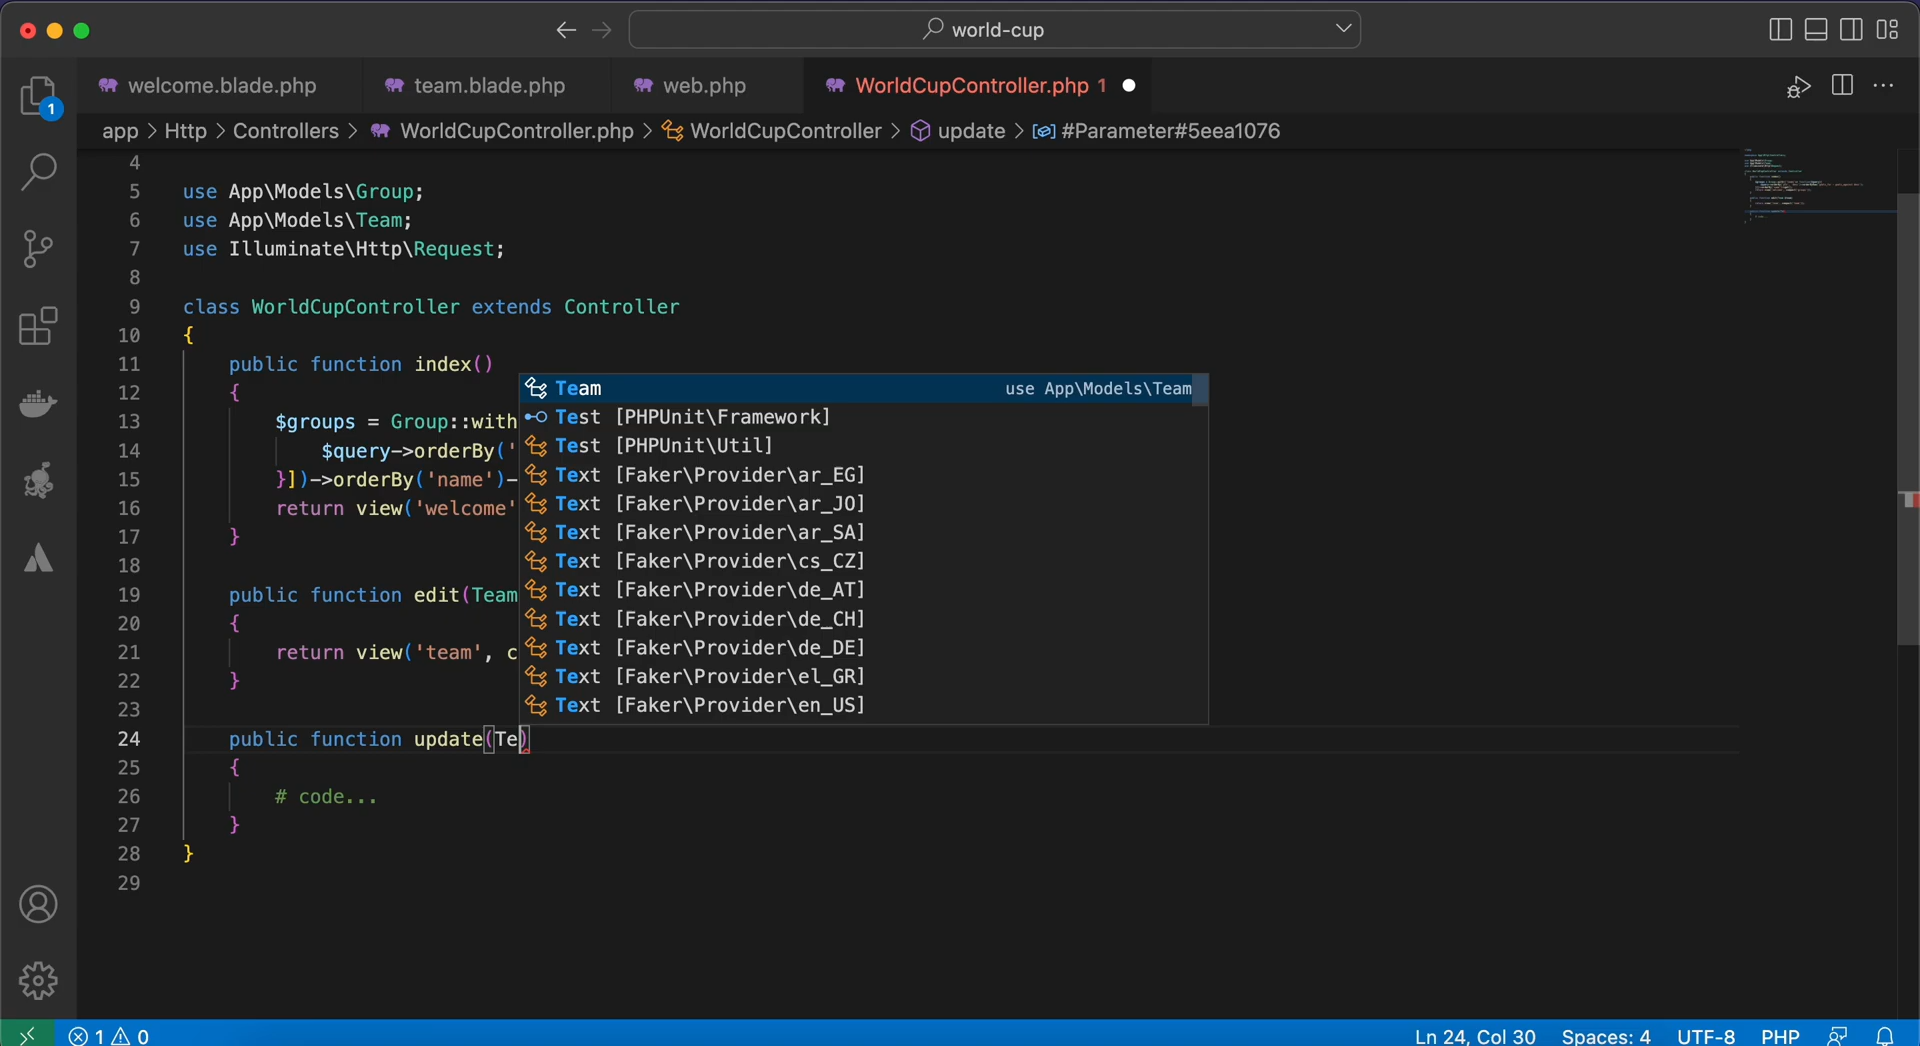 world-cup
welcome.blade.php team.blade.php web.php WorldCupController.php 1
1
app > Http > Controllers > WorldCupController.php > WorldCupController > update > #Parameter#5eea1076
4
5 use App\Models\Group;
6 use App\Models\Team;
7 use Illuminate\Http\Request;
8
9 class WorldCupController extends Controller
10 {
11 public function index()
12 {
13 $groups = Group::with
14 $query->orderBy('
15 }])->orderBy('name')-
16 return view('welcome'
17 }
18
19 public function edit(Team
20 {
21 return view('team', c
22 }
23
24 public function update(Te)
25 {
26 # code...
27 }
28 }
29
Team use App\Models\Team
Test [PHPUnit\Framework]
Test [PHPUnit\Util]
Text [Faker\Provider\ar_EG]
Text [Faker\Provider\ar_JO]
Text [Faker\Provider\ar_SA]
Text [Faker\Provider\cs_CZ]
Text [Faker\Provider\de_AT]
Text [Faker\Provider\de_CH]
Text [Faker\Provider\de_DE]
Text [Faker\Provider\el_GR]
Text [Faker\Provider\en_US]
1 0 Ln 24, Col 30 Spaces: 4 UTF-8 PHP